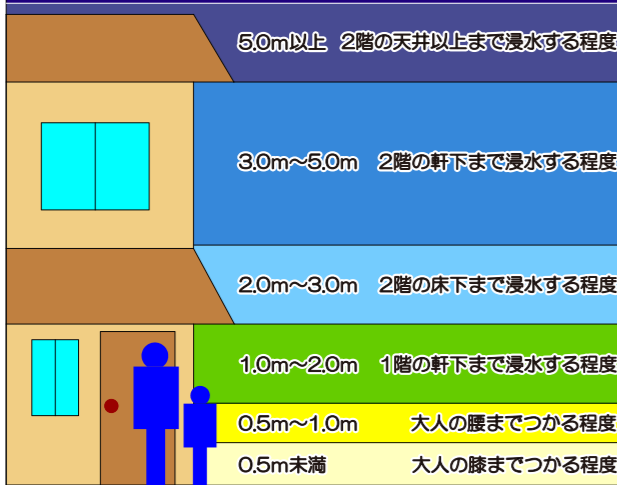 5.0m以上 2階の天井以上まで浸水する程度
3.0m～5.0m 2階の軒下まで浸水する程度
2.0m～3.0m 2階の床下まで浸水する程度
1.0m～2.0m 1階の軒下まで浸水する程度
0.5m～1.0m 大人の腰までつかる程度
0.5m未満 大人の膝までつかる程度